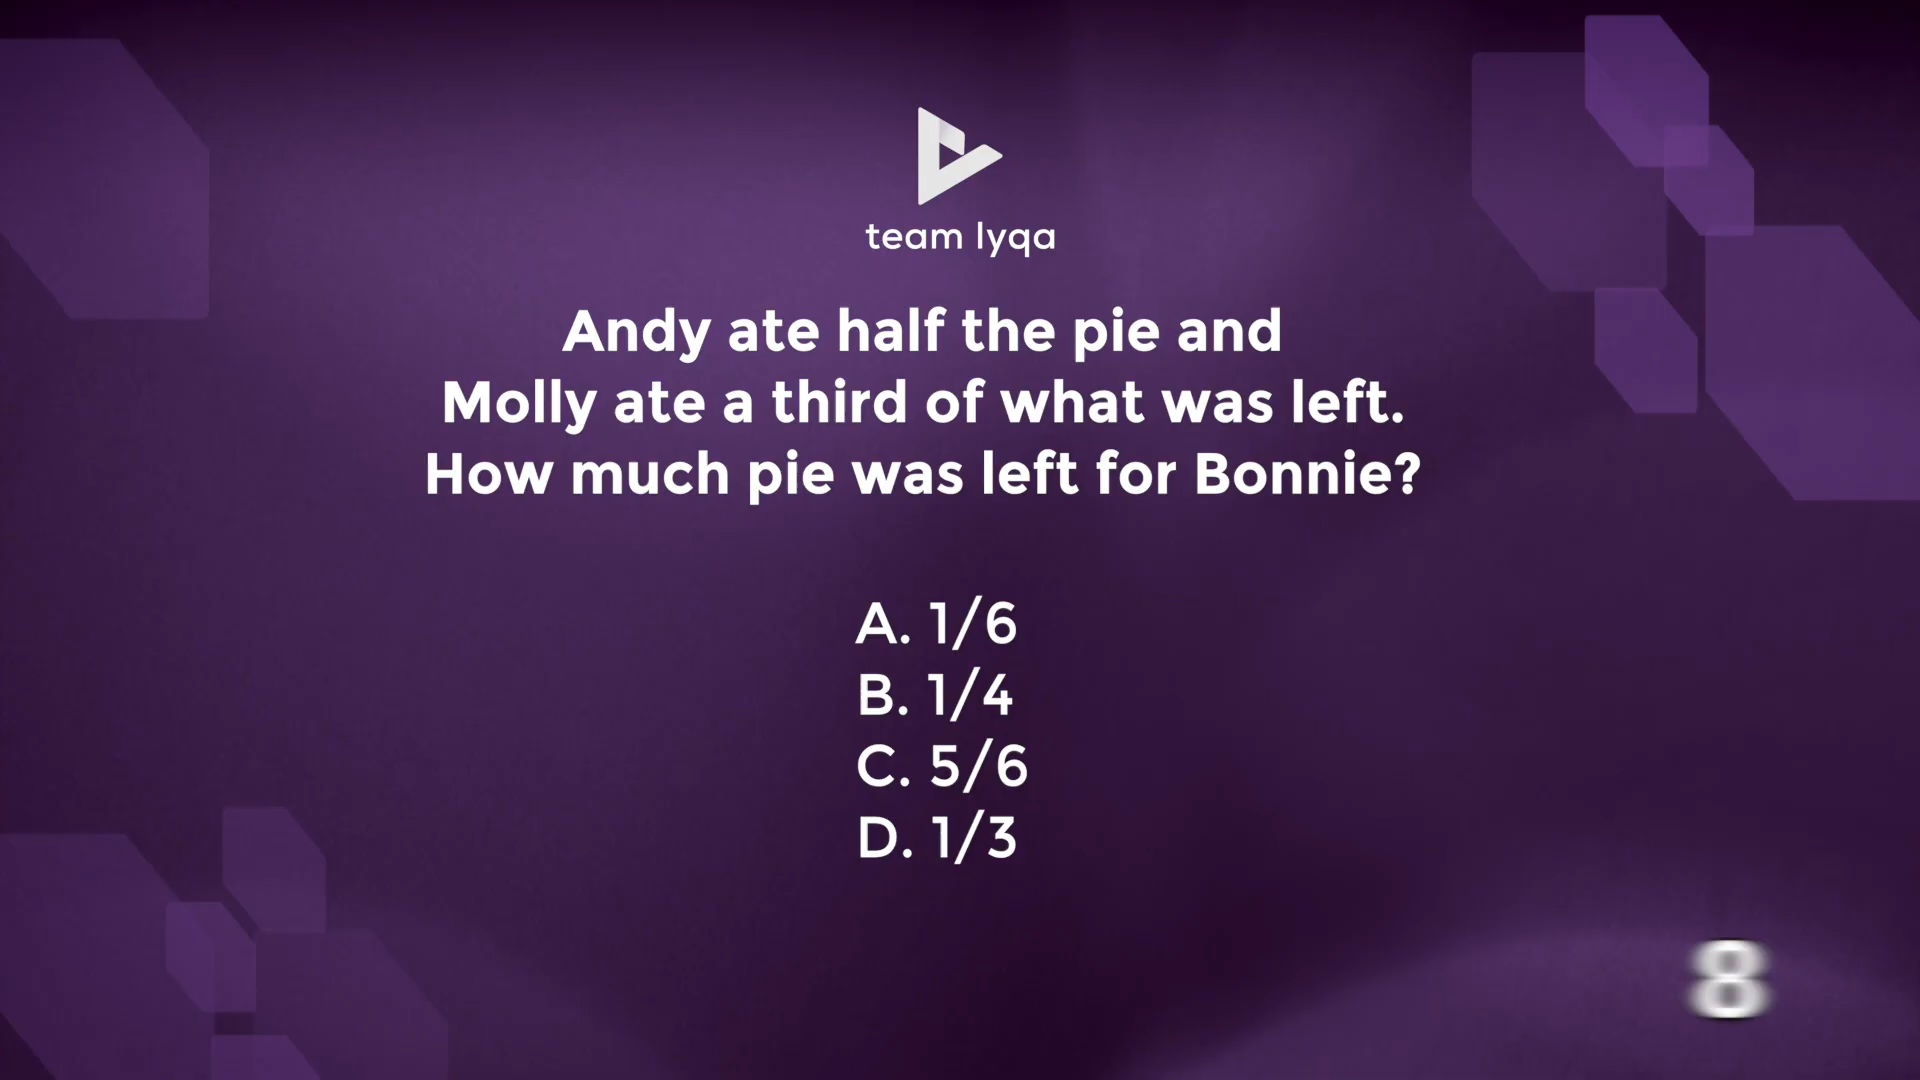 team lyqa
Andy ate half the pie and
Molly ate a third of what was left.
How much pie was left for Bonnie?
A. 1/6
B. 1/4
C. 5/6
D. 1/3
8